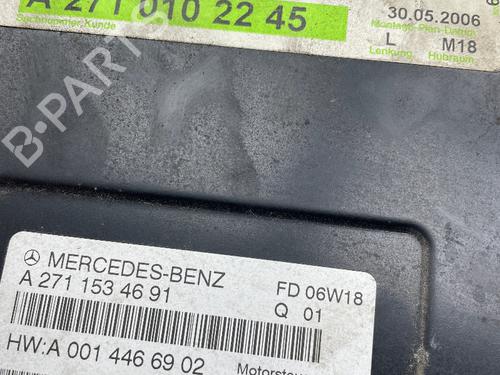 A 271 010 22 45
Sachnummer Kunde
30.05.2006
Montage-Plan-Datum
L M18
Lenkung Hubraum
B-PARTS
MERCEDES-BENZ
A 271 153 46 91
FD 06W18
Q 01
HW:A 001 446 69 02